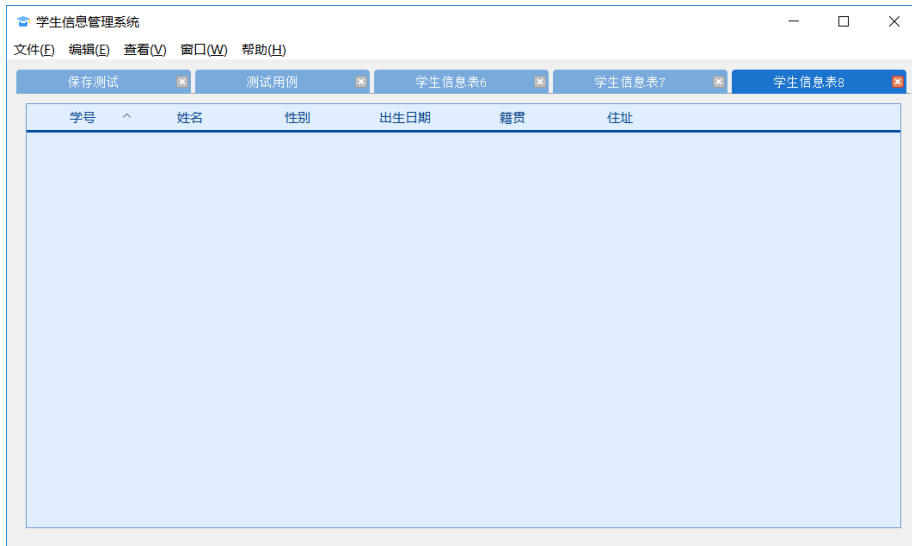 学生信息管理系统
文件(F) 编辑(E) 查看(V) 窗口(W) 帮助(H)
保存测试 测试用例 学生信息表6 学生信息表7 学生信息表8
学号 姓名 性别 出生日期 籍贯 住址